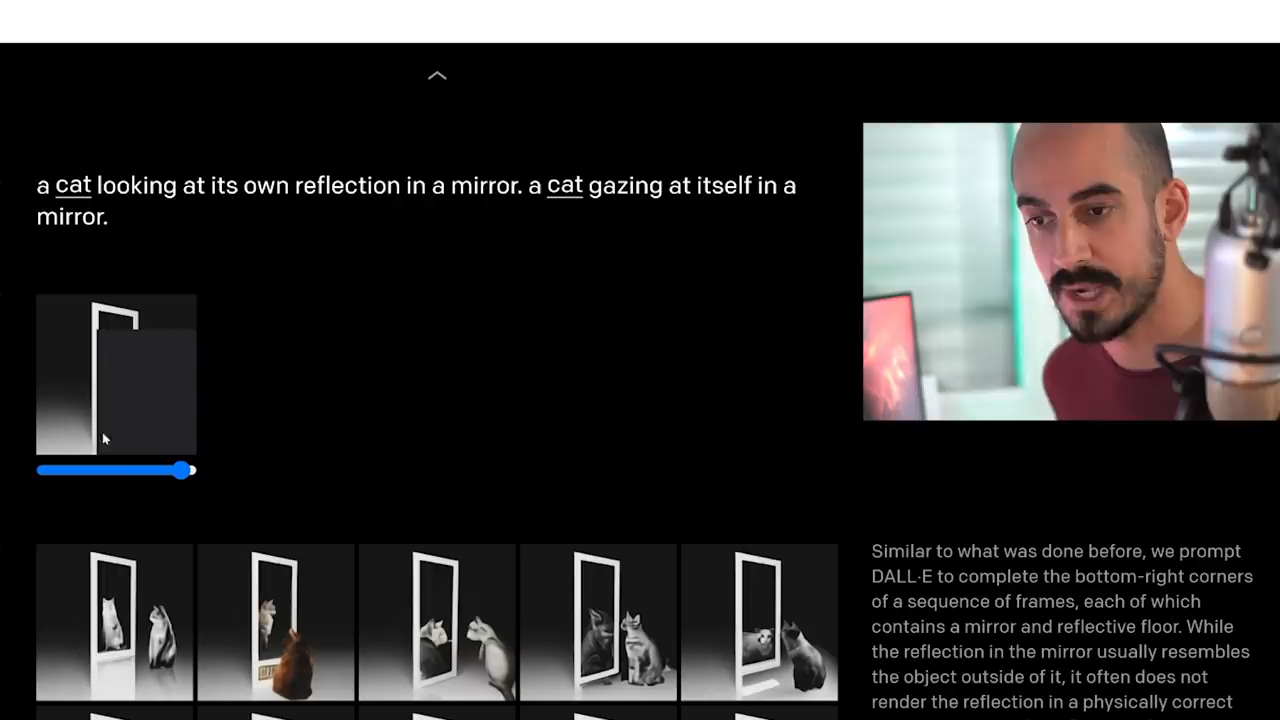 a cat looking at its own reflection in a mirror. a cat gazing at itself in a
mirror.
Similar to what was done before, we prompt
DALL·E to complete the bottom-right corners
of a sequence of frames, each of which
contains a mirror and reflective floor. While
the reflection in the mirror usually resembles
the object outside of it, it often does not
render the reflection in a physically correct